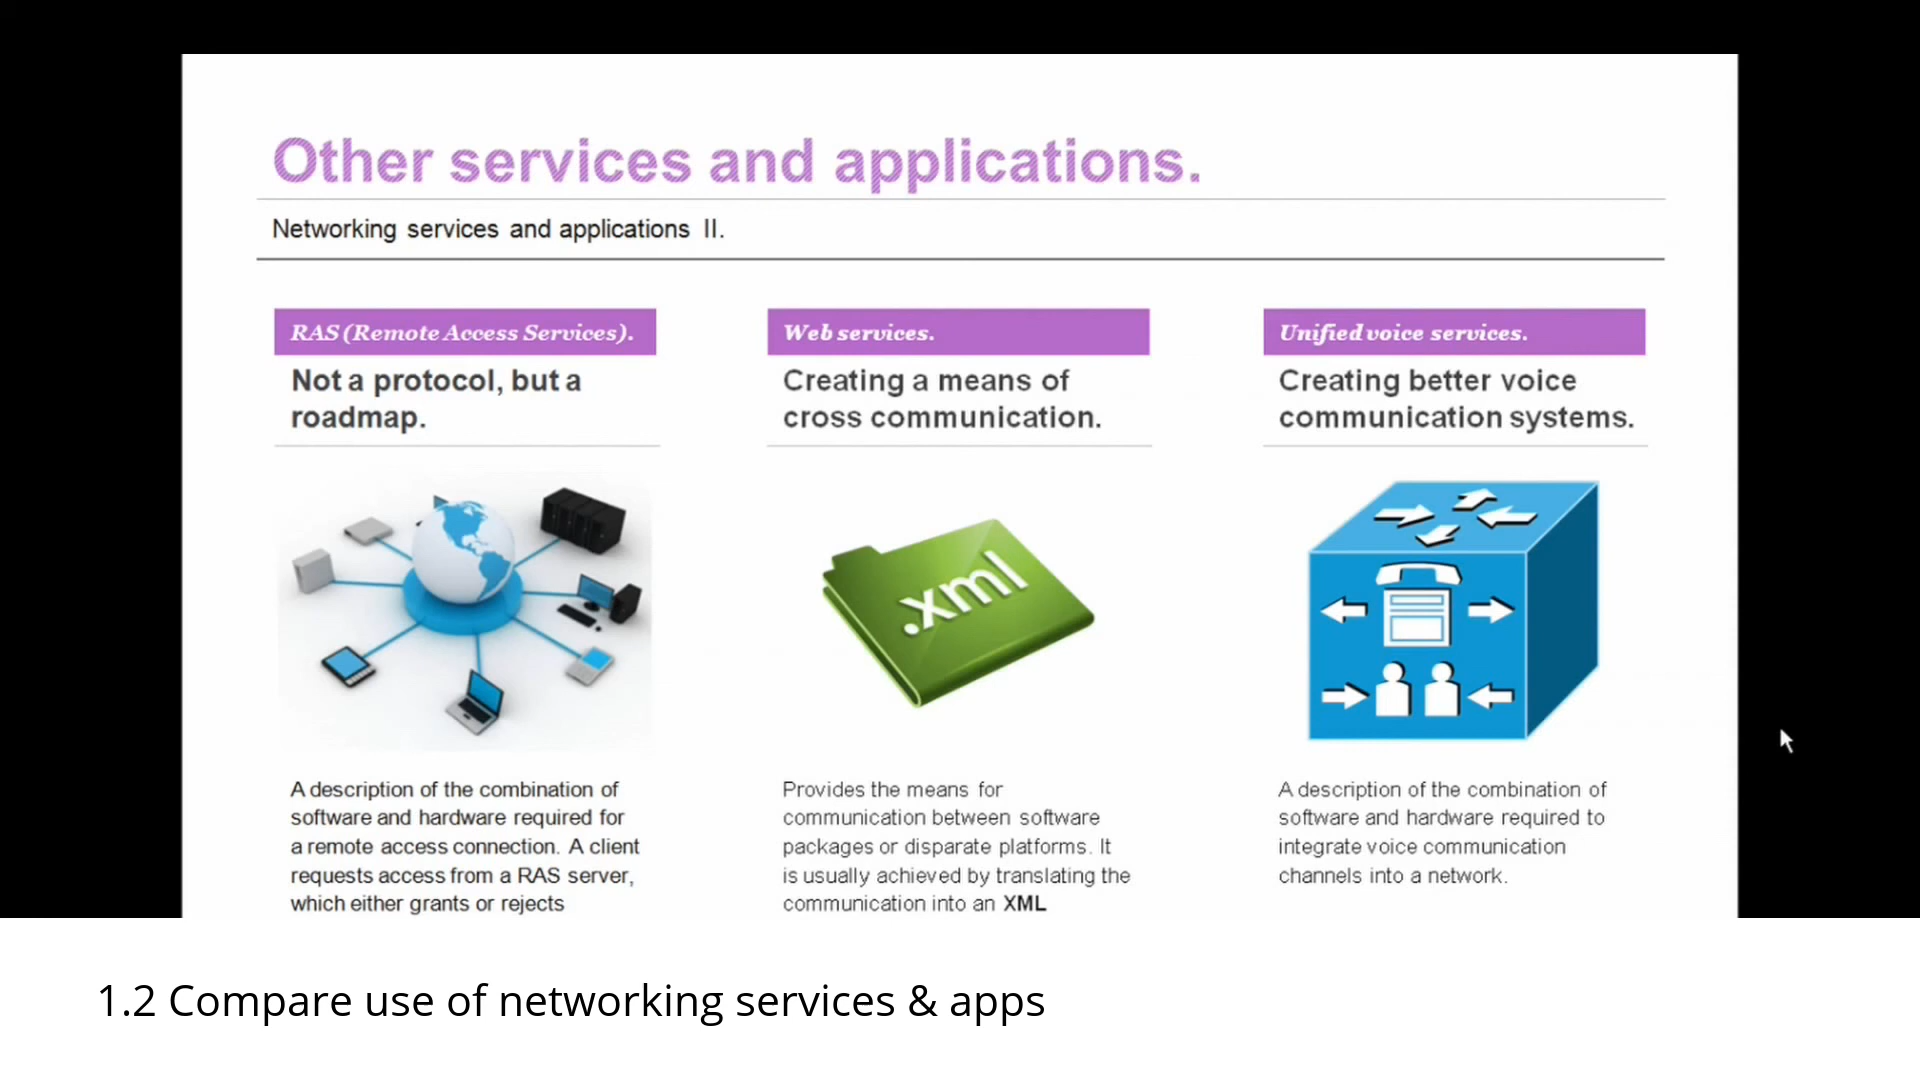 Other services and applications.
Networking services and applications II.
RAS (Remote Access Services).
Not a protocol, but a
roadmap.
A description of the combination of
software and hardware required for
a remote access connection. A client
requests access from a RAS server,
which either grants or rejects
Web services.
Creating a means of
cross communication.
.xml
Provides the means for
communication between software
packages or disparate platforms. It
is usually achieved by translating the
communication into an XML
Unified voice services.
Creating better voice
communication systems.
A description of the combination of
software and hardware required to
integrate voice communication
channels into a network.
1.2 Compare use of networking services & apps